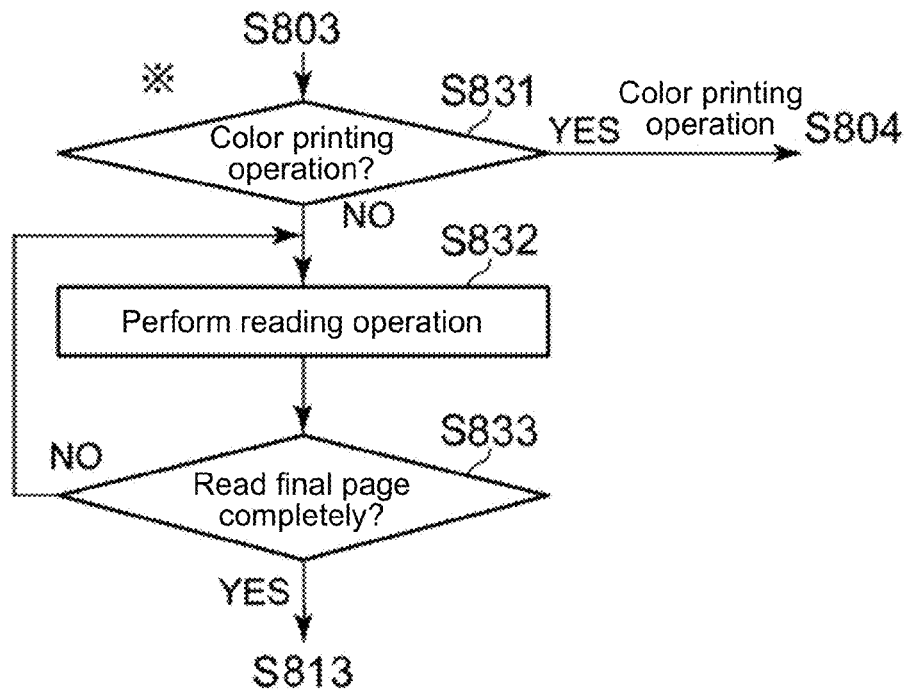 S803
※
S831
Color printing
operation?
YES
Color printing
operation
S804
NO
S832
Perform reading operation
S833
NO
Read final page
completely?
YES
S813